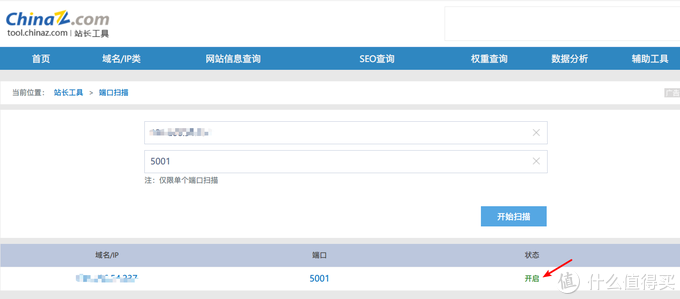 ChinaZ.com
tool.chinaz.com | 站长工具
首页 域名/IP类 网站信息查询 SEO查询 权重查询 数据分析 辅助工具
当前位置： 站长工具 > 端口扫描
广告
5001
注：仅限单个端口扫描
开始扫描
域名/IP 端口 状态
5001 开启
值 什么值得买